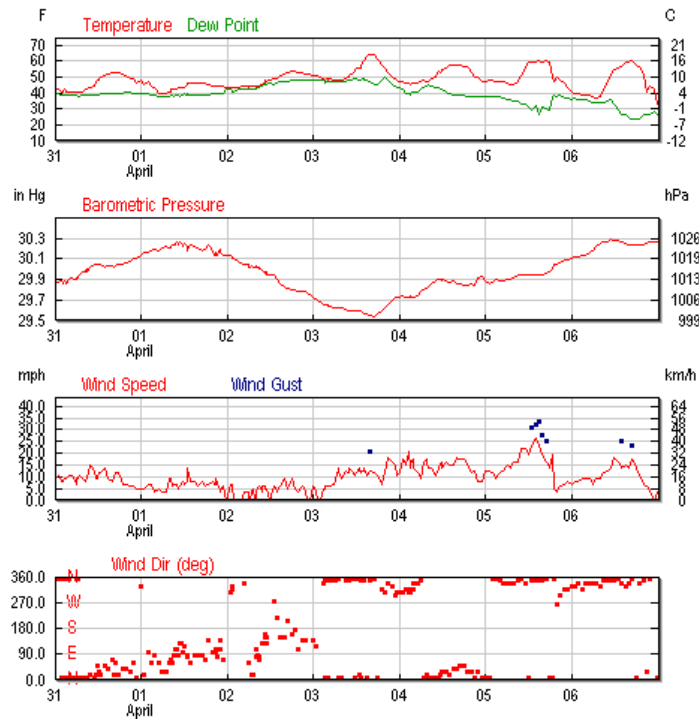 F Temperature Dew Point C
70 21
60 16
50 10
40 4
30 -1
20 -7
10 -12
31 01 02 03 04 05 06
April
in Hg Barometric Pressure hPa
30.3 1026
30.1 1019
29.9 1013
29.7 1006
29.5 999
31 01 02 03 04 05 06
April
mph Wind Speed Wind Gust km/h
40.0 64
35.0 56
30.0 48
25.0 40
20.0 32
15.0 24
10.0 16
5.0 8
0.0 0
31 01 02 03 04 05 06
April
Wind Dir (deg)
360.0 N
270.0 W
180.0 S
90.0 E
0.0 N
31 01 02 03 04 05 06
April